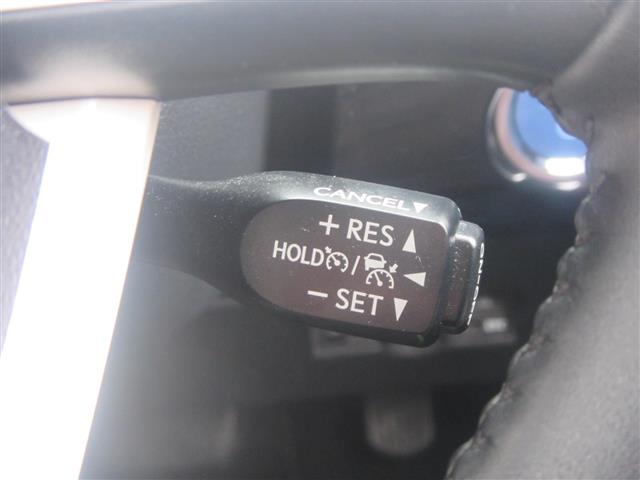 CANCEL
+ RES
HOLD /
− SET